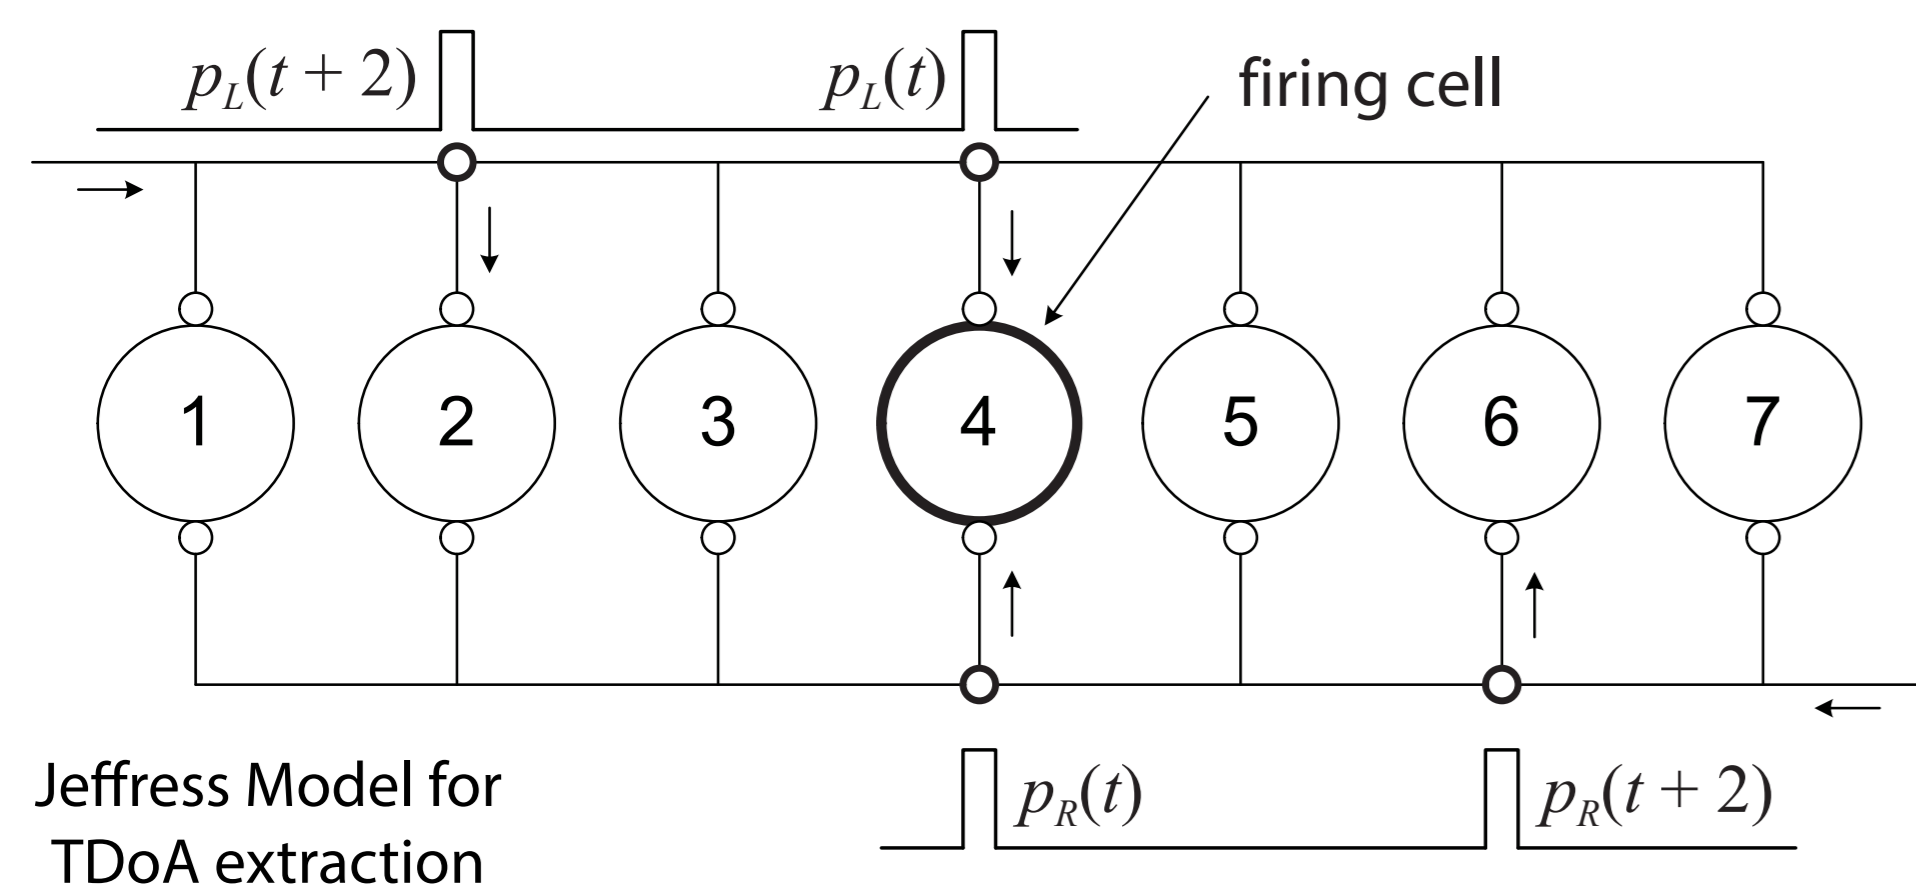 p_L(t + 2)
p_L(t)
firing cell
1 2 3 4 5 6 7
p_R(t)
p_R(t + 2)
Jeffress Model for
TDoA extraction